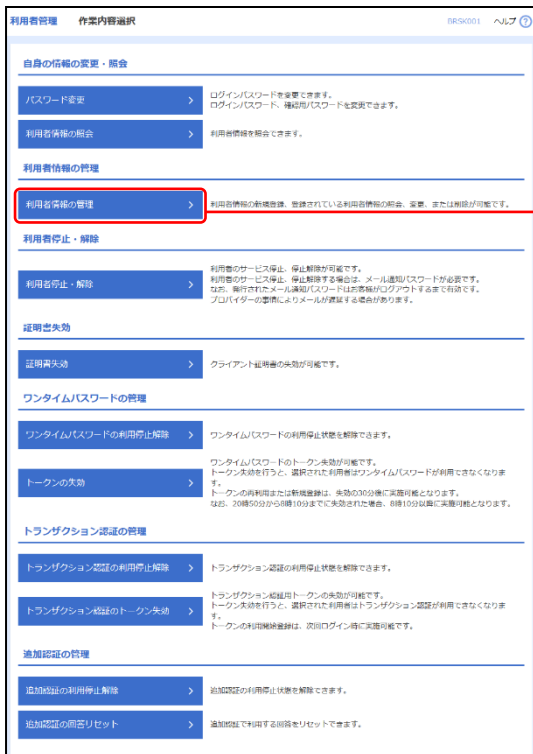 利用者管理 作業内容選択 BRSK001 ヘルプ ?
自身の情報の変更・照会
パスワード変更 >
ログインパスワードを変更できます。
ログインパスワード、確認用パスワードを変更できます。
利用者情報の照会 >
利用者情報を照会できます。
利用者情報の管理
利用者情報の管理 >
利用者情報の新規登録、登録されている利用者情報の照会、変更、または削除が可能です。
利用者停止・解除
利用者停止・解除 >
利用者のサービス停止、停止解除が可能です。
利用者のサービス停止、停止解除する場合は、メール通知パスワードが必要です。
なお、発行されたメール通知パスワードはお客様がログアウトするまで有効です。
プロバイダーの事情によりメールが遅延する場合があります。
証明書失効
証明書失効 >
クライアント証明書の失効が可能です。
ワンタイムパスワードの管理
ワンタイムパスワードの利用停止解除 >
ワンタイムパスワードの利用停止状態を解除できます。
トークンの失効 >
ワンタイムパスワードのトークン失効が可能です。
トークン失効を行うと、選択された利用者はワンタイムパスワードが利用できなくなりま
す。
トークンの再利用または新規登録は、失効の30分後に実施可能となります。
なお、20時50分から8時10分までに失効された場合、8時10分以降に実施可能となります。
トランザクション認証の管理
トランザクション認証の利用停止解除 >
トランザクション認証の利用停止状態を解除できます。
トランザクション認証のトークン失効 >
トランザクション認証用トークンの失効が可能です。
トークン失効を行うと、選択された利用者はトランザクション認証が利用できなくなりま
す。
トークンの利用開始登録は、次回ログイン時に実施可能です。
追加認証の管理
追加認証の利用停止解除 >
追加認証の利用停止状態を解除できます。
追加認証の回答リセット >
追加認証で利用する回答をリセットできます。